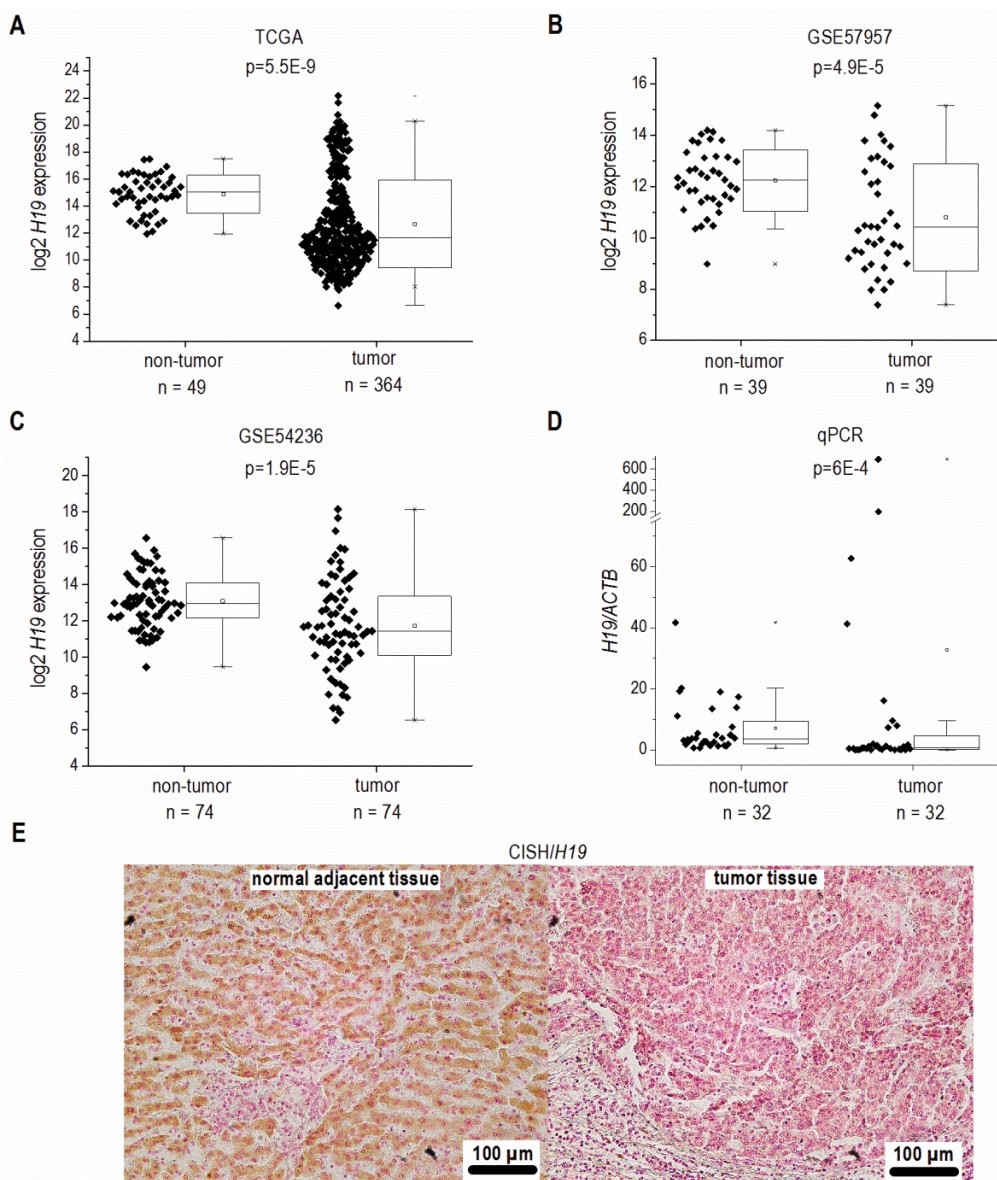 A
TCGA
p=5.5E-9
log2 H19 expression
24
22
20
18
16
14
12
10
8
6
4
non-tumor
tumor
n = 49
n = 364
B
GSE57957
p=4.9E-5
log2 H19 expression
16
14
12
10
8
6
non-tumor
tumor
n = 39
n = 39
C
GSE54236
p=1.9E-5
log2 H19 expression
20
18
16
14
12
10
8
6
4
non-tumor
tumor
n = 74
n = 74
D
qPCR
p=6E-4
H19/ACTB
600
500
400
300
200
60
40
20
0
non-tumor
tumor
n = 32
n = 32
E
CISH/H19
normal adjacent tissue
tumor tissue
100 µm
100 µm